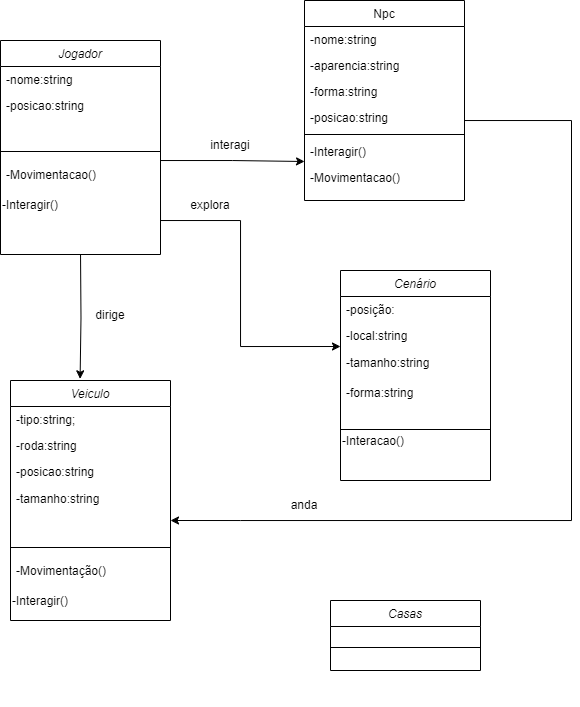 Jogador
-nome:string
-posicao:string
-Movimentacao()
-Interagir()
interagi
explora
dirige
Npc
-nome:string
-aparencia:string
-forma:string
-posicao:string
-Interagir()
-Movimentacao()
Cenário
-posição:
-local:string
-tamanho:string
-forma:string
-Interacao()
Veiculo
-tipo:string;
-roda:string
-posicao:string
-tamanho:string
-Movimentação()
-Interagir()
anda
Casas